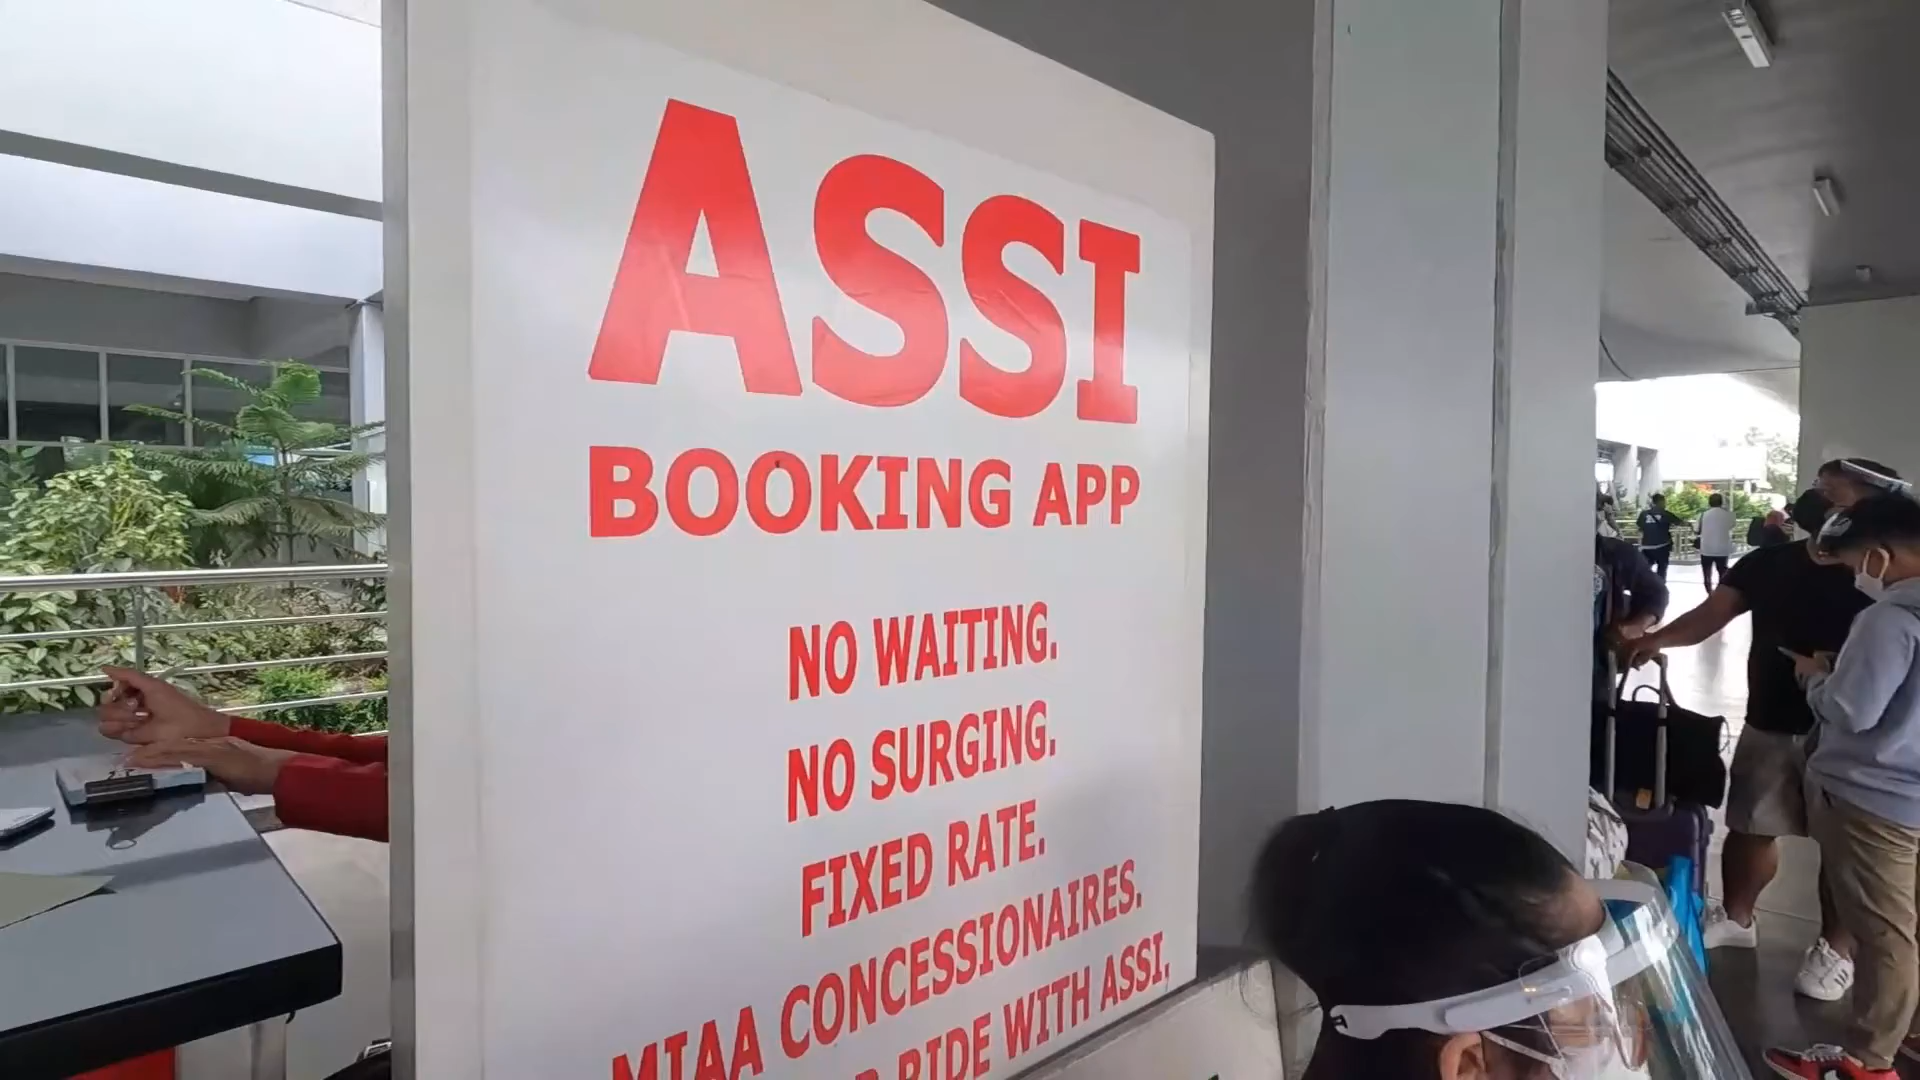 ASSI
BOOKING APP
NO WAITING.
NO SURGING.
FIXED RATE.
MIAA CONCESSIONAIRES.
RIDE WITH ASSI,